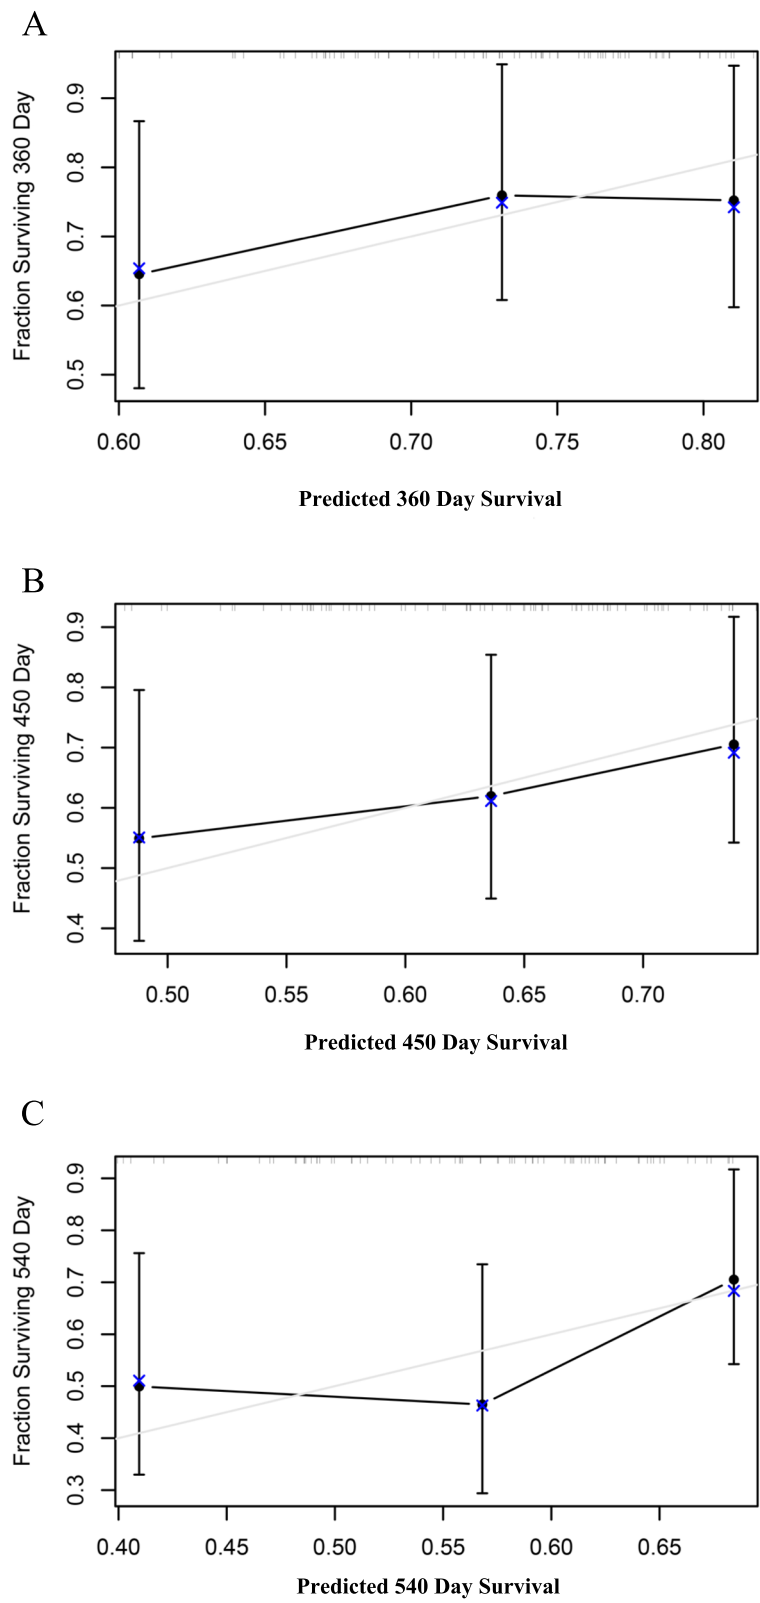 A
Fraction Surviving 360 Day
0.9
0.8
0.7
0.6
0.5
0.60 0.65 0.70 0.75 0.80
Predicted 360 Day Survival
B
Fraction Surviving 450 Day
0.9
0.8
0.7
0.6
0.5
0.4
0.50 0.55 0.60 0.65 0.70
Predicted 450 Day Survival
C
Fraction Surviving 540 Day
0.9
0.8
0.7
0.6
0.5
0.4
0.3
0.40 0.45 0.50 0.55 0.60 0.65
Predicted 540 Day Survival